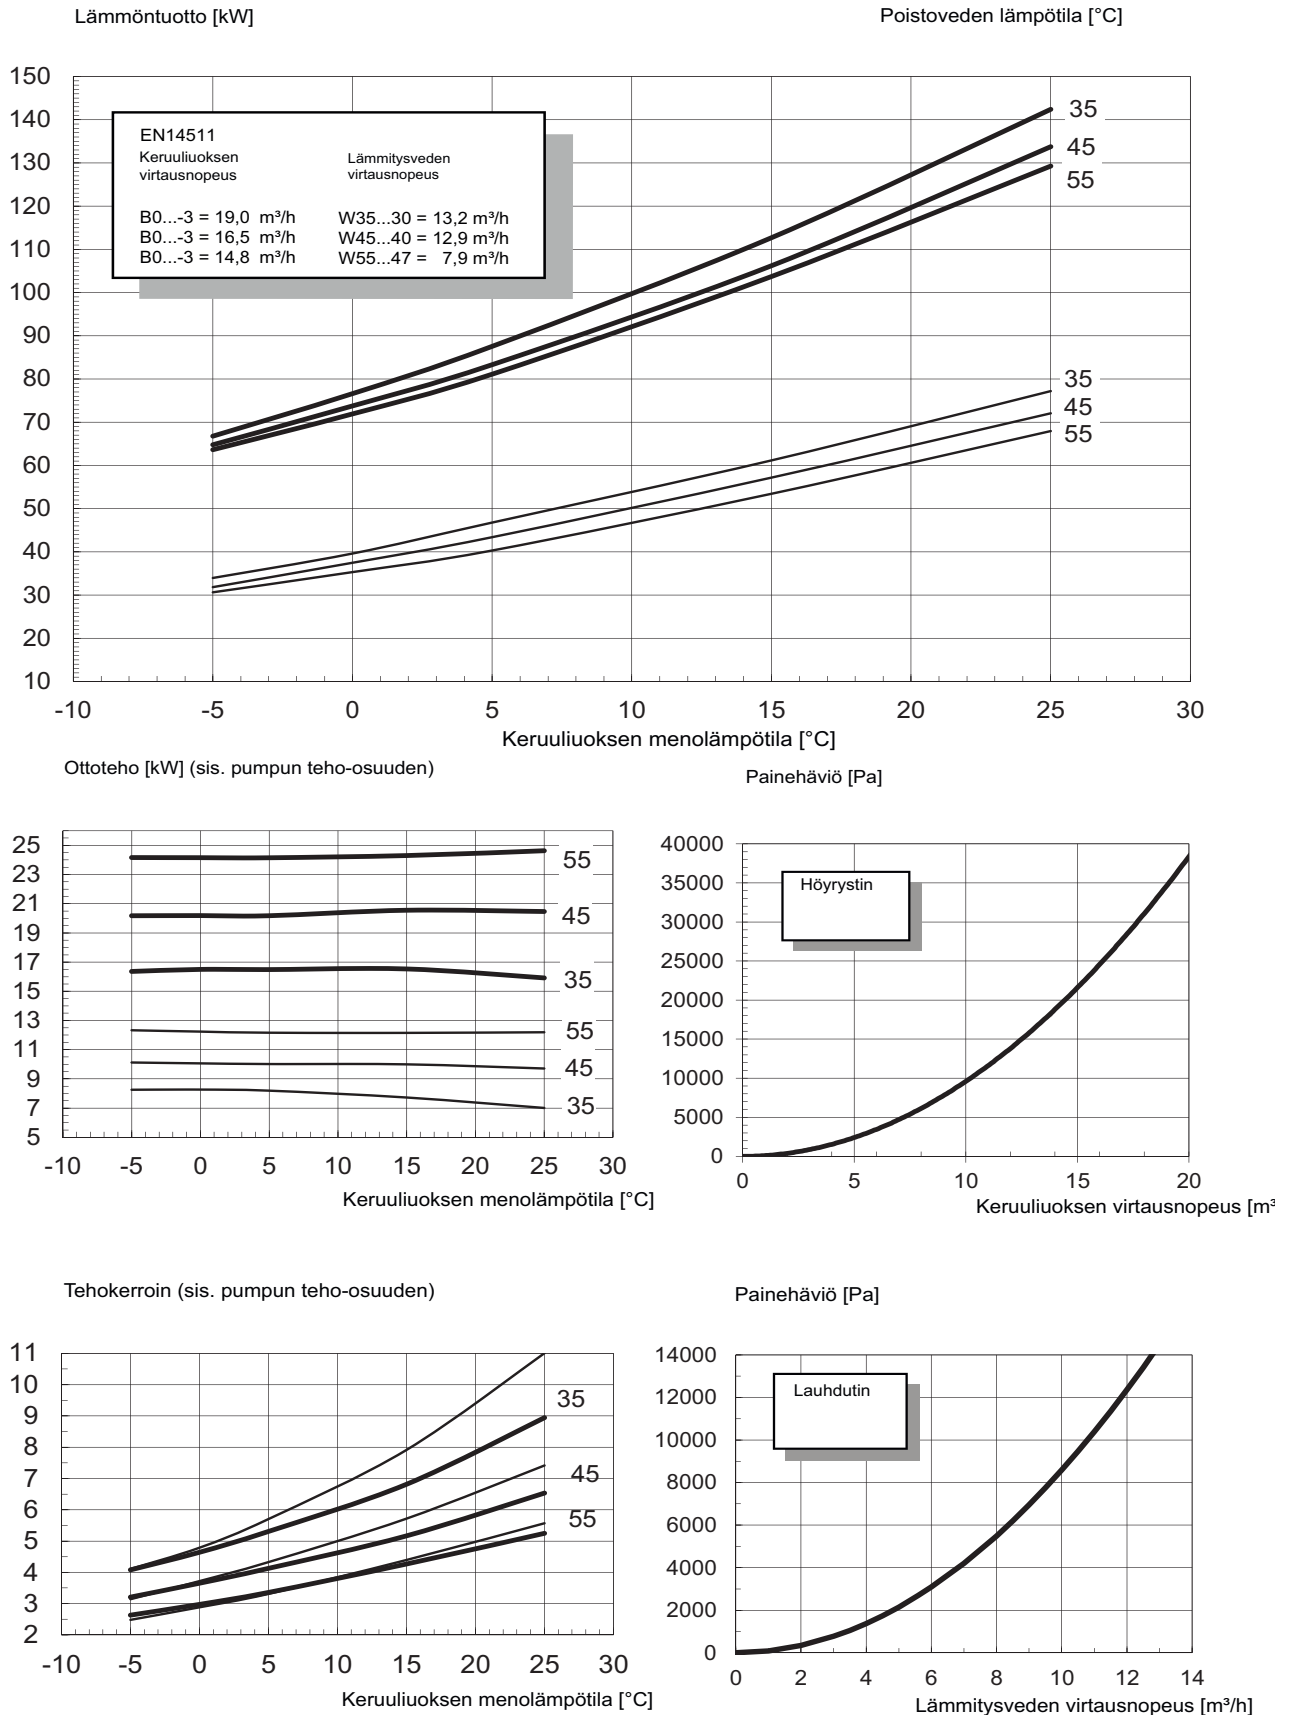 Lämmöntuotto [kW]
Poistoveden lämpötila [°C]
150
140
130
120
110
100
90
80
70
60
50
40
30
20
10
EN14511
Keruuliuoksen virtausnopeus
Lämmitysveden virtausnopeus
B0...-3 = 19,0 m³/h W35...30 = 13,2 m³/h
B0...-3 = 16,5 m³/h W45...40 = 12,9 m³/h
B0...-3 = 14,8 m³/h W55...47 = 7,9 m³/h
35
45
55
35
45
55
-10 -5 0 5 10 15 20 25 30
Keruuliuoksen menolämpötila [°C]
Ottoteho [kW] (sis. pumpun teho-osuuden)
25
23
21
19
17
15
13
11
9
7
5
55
45
35
55
45
35
-10 -5 0 5 10 15 20 25 30
Keruuliuoksen menolämpötila [°C]
Painehäviö [Pa]
40000
35000
30000
25000
20000
15000
10000
5000
0
Höyrystin
0 5 10 15 20
Keruuliuoksen virtausnopeus [m³
Tehokerroin (sis. pumpun teho-osuuden)
11
10
9
8
7
6
5
4
3
2
35
45
55
-10 -5 0 5 10 15 20 25 30
Keruuliuoksen menolämpötila [°C]
Painehäviö [Pa]
14000
12000
10000
8000
6000
4000
2000
0
Lauhdutin
0 2 4 6 8 10 12 14
Lämmitysveden virtausnopeus [m³/h]